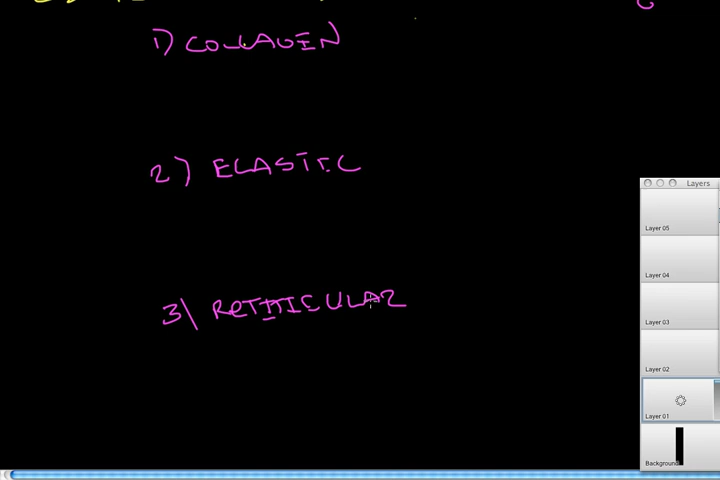 1) COLLAGEN
2) ELASTIC
3) RETICULAR
Layers
Layer 05
Layer 04
Layer 03
Layer 02
Layer 01
Background